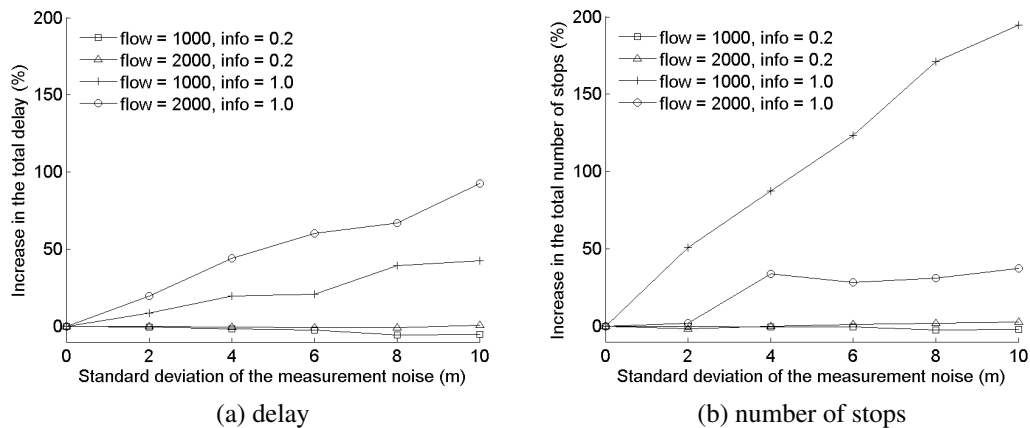 200
150
100
50
0
Increase in the total delay (%)
flow = 1000, info = 0.2
flow = 2000, info = 0.2
flow = 1000, info = 1.0
flow = 2000, info = 1.0
0 2 4 6 8 10
Standard deviation of the measurement noise (m)
(a) delay
200
150
100
50
0
Increase in the total number of stops (%)
flow = 1000, info = 0.2
flow = 2000, info = 0.2
flow = 1000, info = 1.0
flow = 2000, info = 1.0
0 2 4 6 8 10
Standard deviation of the measurement noise (m)
(b) number of stops